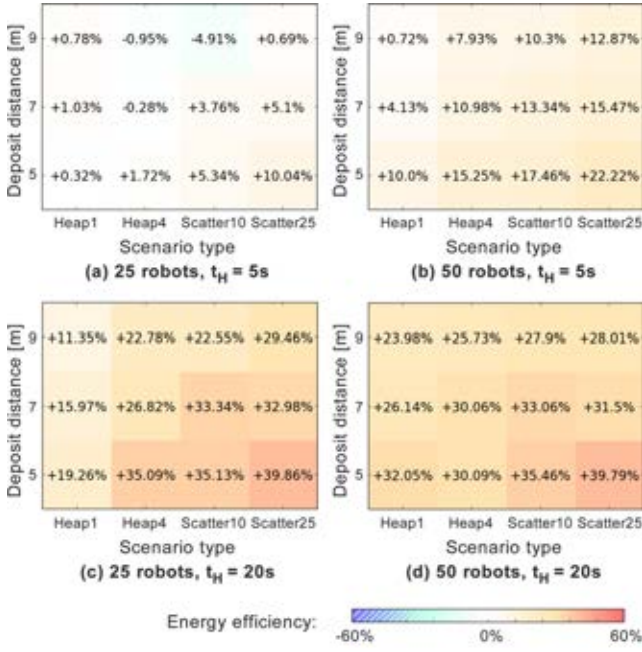 Deposit distance [m]
9 +0.78% -0.95% -4.91% +0.69%
7 +1.03% -0.28% +3.76% +5.1%
5 +0.32% +1.72% +5.34% +10.04%
Heap1 Heap4 Scatter10 Scatter25
Scenario type
(a) 25 robots, t_H = 5s
Deposit distance [m]
9 +0.72% +7.93% +10.3% +12.87%
7 +4.13% +10.98% +13.34% +15.47%
5 +10.0% +15.25% +17.46% +22.22%
Heap1 Heap4 Scatter10 Scatter25
Scenario type
(b) 50 robots, t_H = 5s
Deposit distance [m]
9 +11.35% +22.78% +22.55% +29.46%
7 +15.97% +26.82% +33.34% +32.98%
5 +19.26% +35.09% +35.13% +39.86%
Heap1 Heap4 Scatter10 Scatter25
Scenario type
(c) 25 robots, t_H = 20s
Deposit distance [m]
9 +23.98% +25.73% +27.9% +28.01%
7 +26.14% +30.06% +33.06% +31.5%
5 +32.05% +30.09% +35.46% +39.79%
Heap1 Heap4 Scatter10 Scatter25
Scenario type
(d) 50 robots, t_H = 20s
Energy efficiency:
-60% 0% 60%